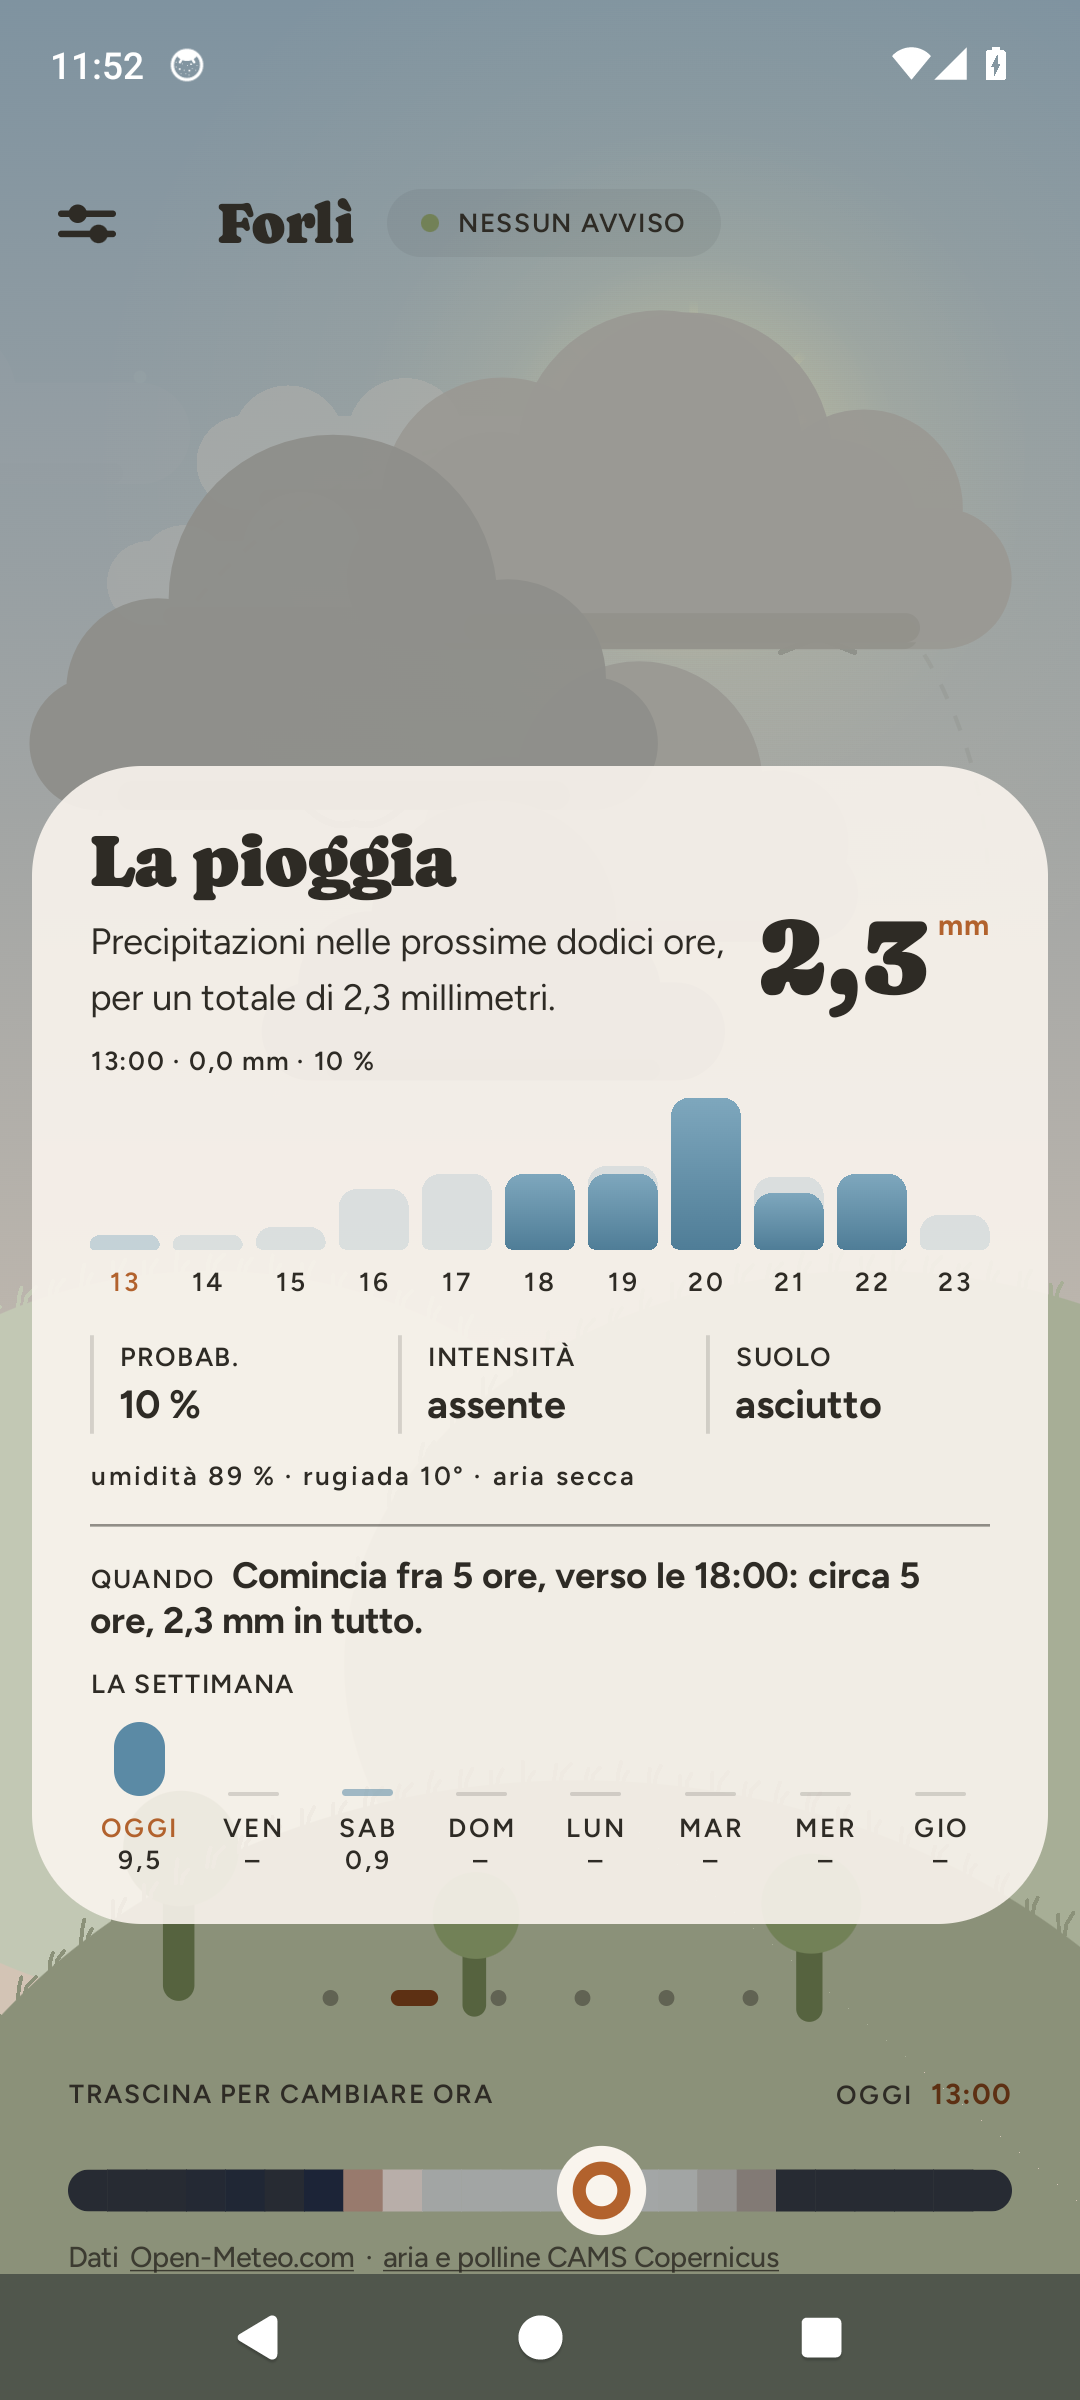 11:52
Forlì
NESSUN AVVISO
La pioggia
Precipitazioni nelle prossime dodici ore,
per un totale di 2,3 millimetri.
2,3 mm
13:00 · 0,0 mm · 10 %
13 14 15 16 17 18 19 20 21 22 23
PROBAB. INTENSITÀ SUOLO
10 % assente asciutto
umidità 89 % · rugiada 10° · aria secca
QUANDO Comincia fra 5 ore, verso le 18:00: circa 5
ore, 2,3 mm in tutto.
LA SETTIMANA
OGGI VEN SAB DOM LUN MAR MER GIO
9,5 – 0,9 – – – – –
TRASCINA PER CAMBIARE ORA OGGI 13:00
Dati Open-Meteo.com · aria e polline CAMS Copernicus